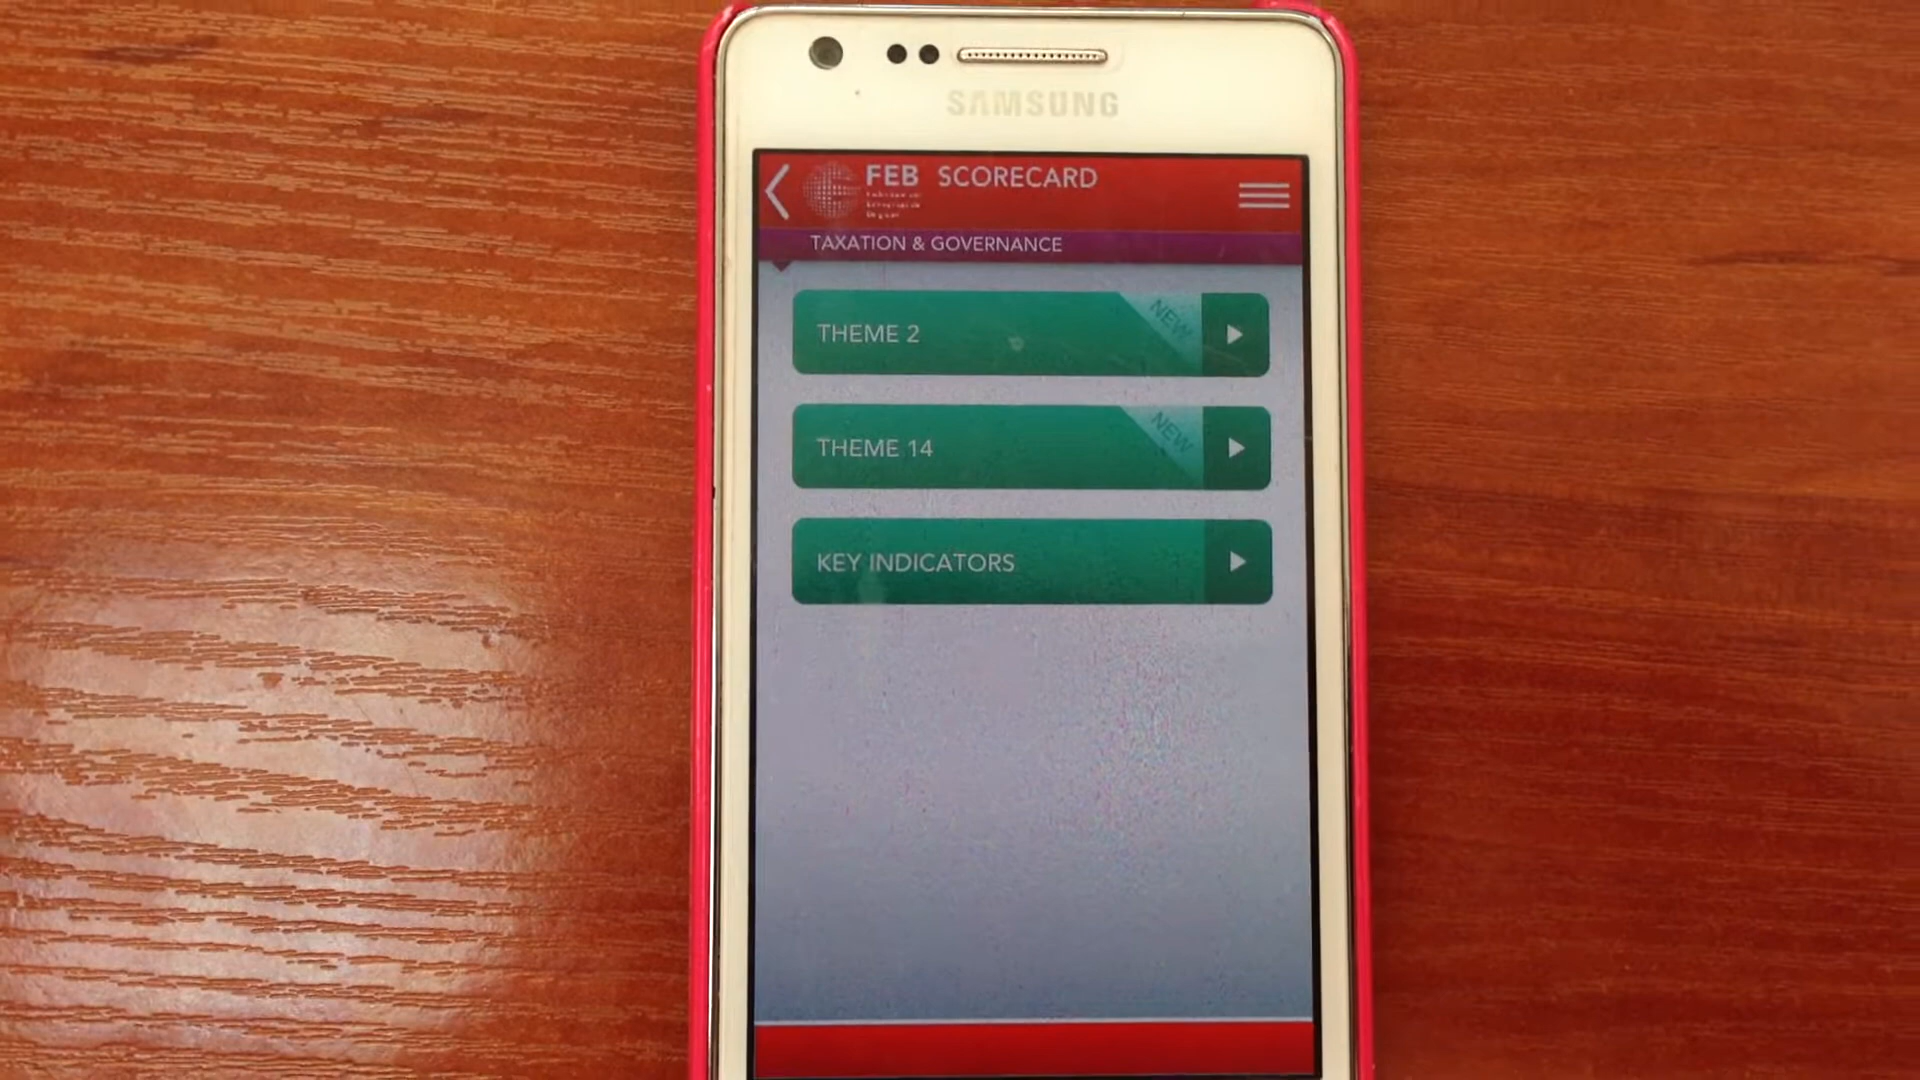 SAMSUNG
FEB SCORECARD
TAXATION & GOVERNANCE
THEME 2
NEW
THEME 14
NEW
KEY INDICATORS